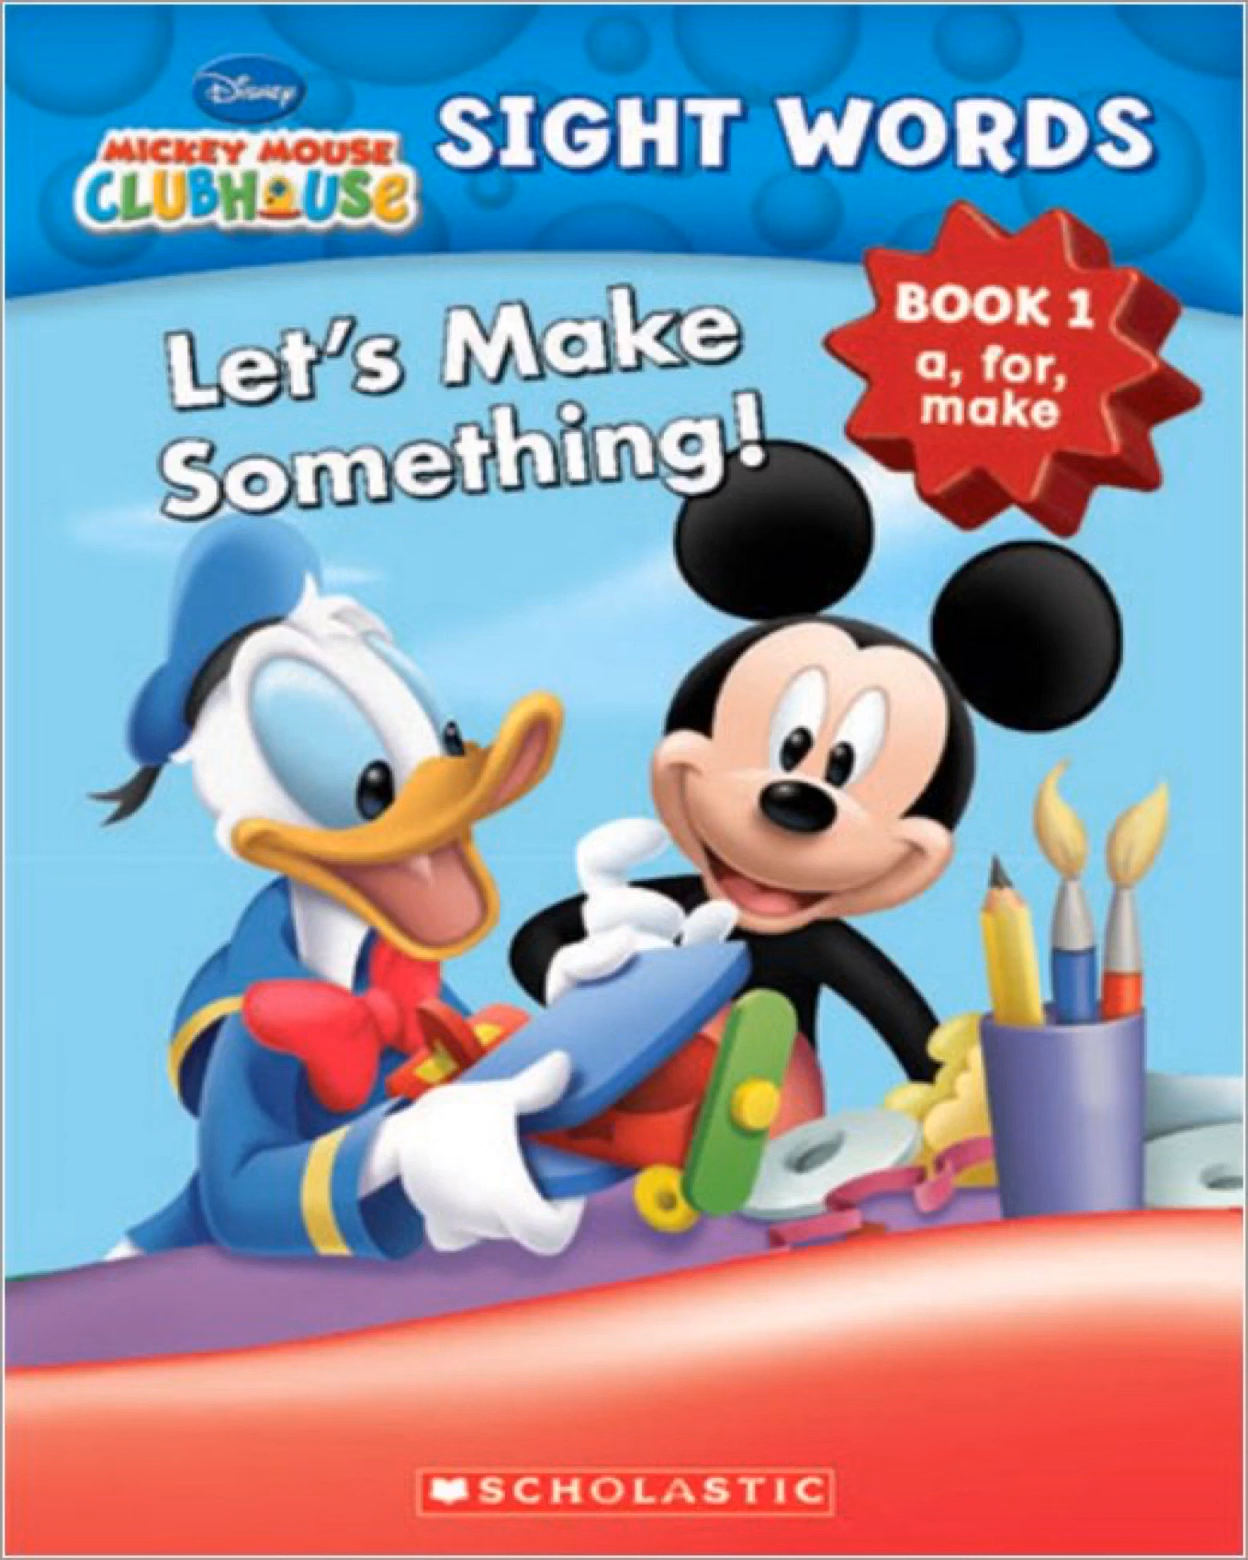 Disney
MICKEY MOUSE
CLUBHOUSE
SIGHT WORDS
BOOK 1
a, for,
make
Let's Make
Something!
SCHOLASTIC